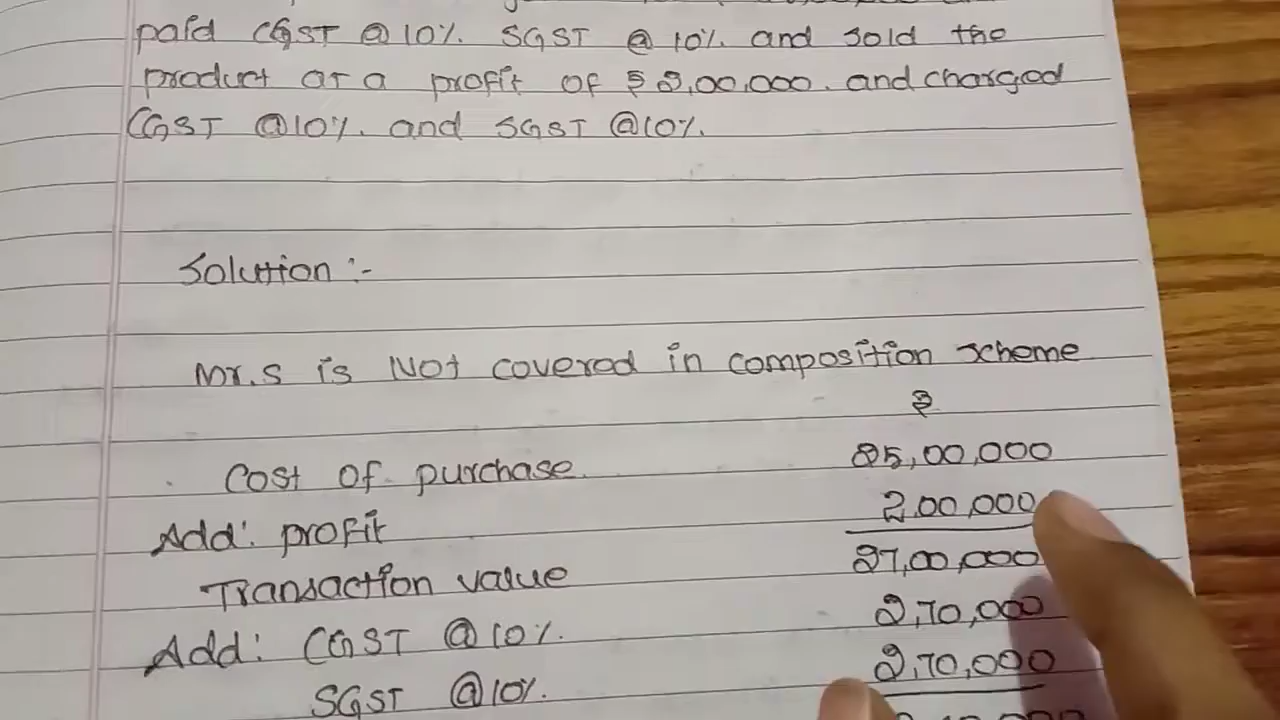 paid CGST @ 10% SGST @ 10% and sold the
product at a profit of ₹ 2,00,000. and charged
CGST @10% and SGST @10%.
Solution :-
Mr.S is Not covered in composition scheme
₹
Cost of purchase 25,00,000
Add: profit 2,00,000
Transaction value 27,00,000
Add: CGST @10% 2,70,000
SGST @10% 2,70,000